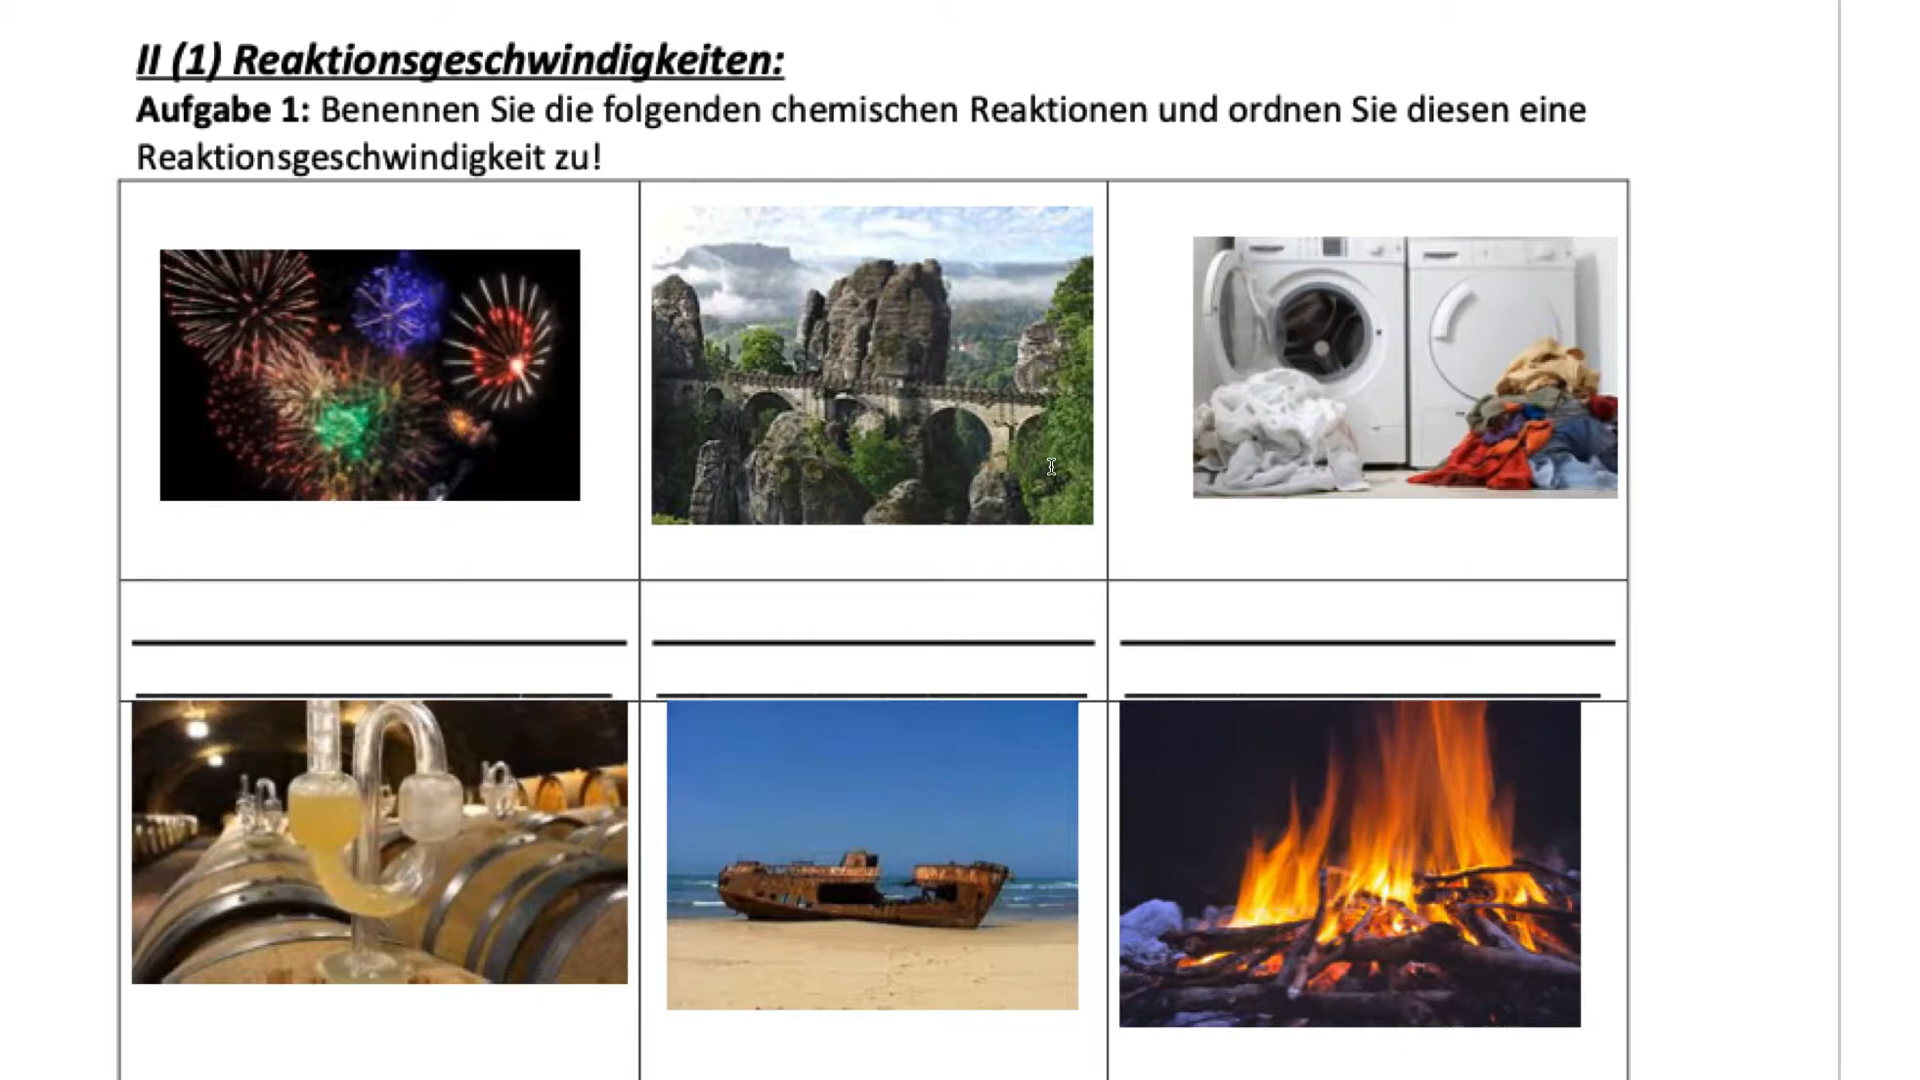 II (1) Reaktionsgeschwindigkeiten:
Aufgabe 1: Benennen Sie die folgenden chemischen Reaktionen und ordnen Sie diesen eine
Reaktionsgeschwindigkeit zu!